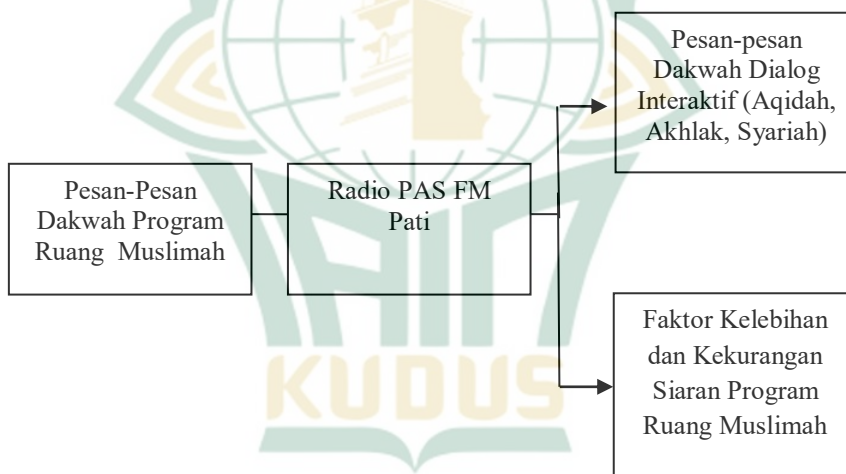 Pesan-Pesan
Dakwah Program
Ruang Muslimah
Radio PAS FM
Pati
Pesan-pesan
Dakwah Dialog
Interaktif (Aqidah,
Akhlak, Syariah)
Faktor Kelebihan
dan Kekurangan
Siaran Program
Ruang Muslimah
IAIN
KUDUS